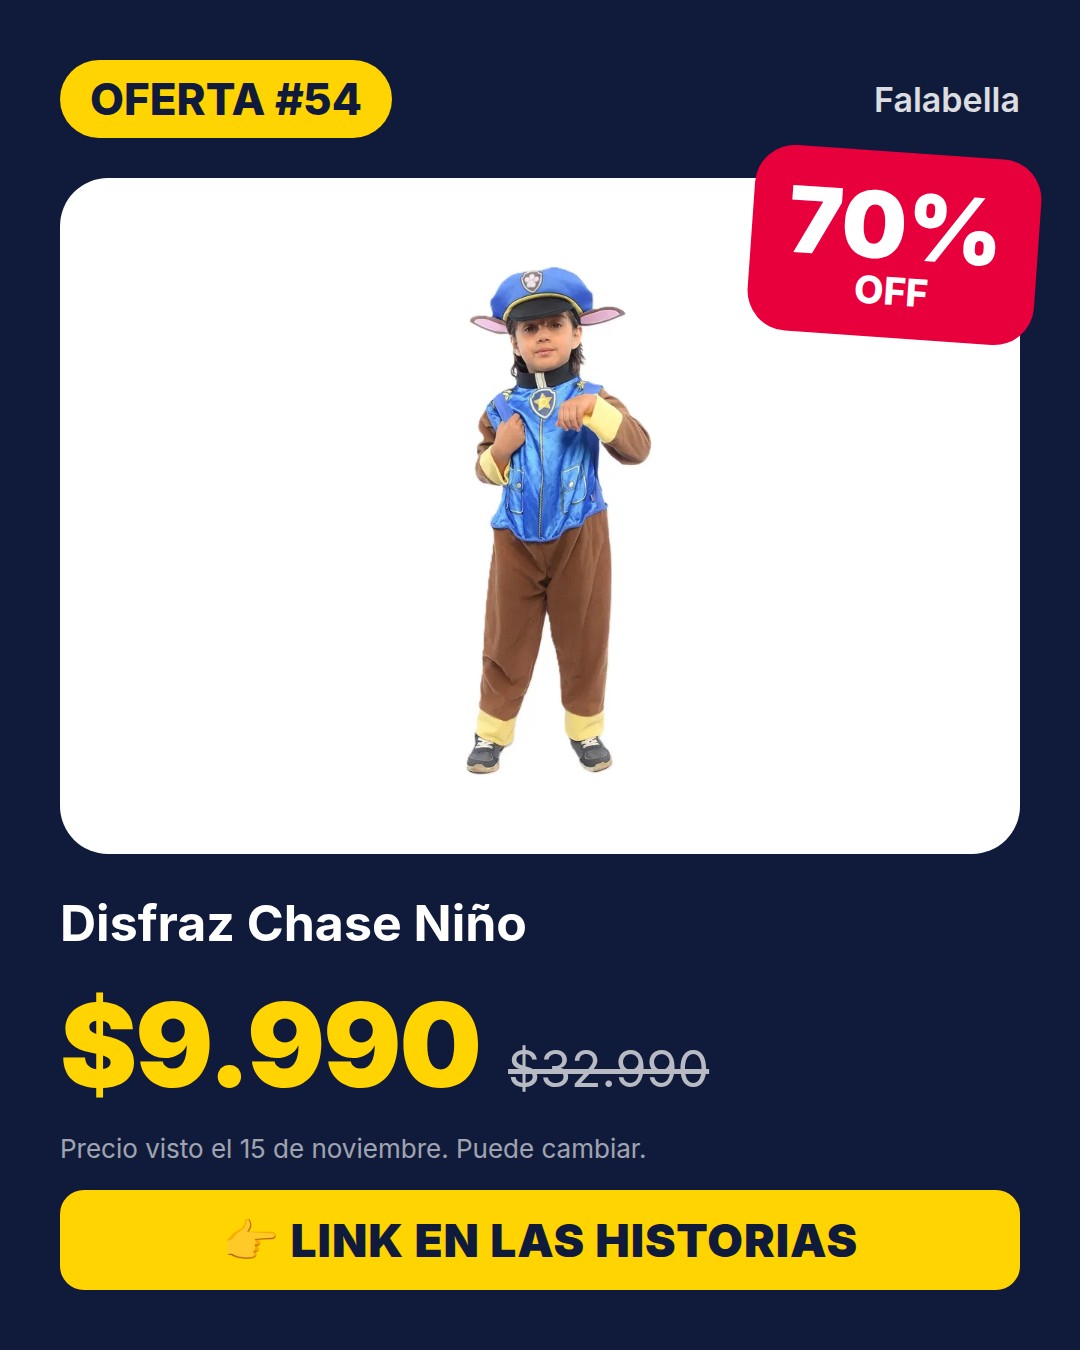 OFERTA #54
Falabella
70%
OFF
Disfraz Chase Niño
$9.990 $32.990
Precio visto el 15 de noviembre. Puede cambiar.
👉 LINK EN LAS HISTORIAS